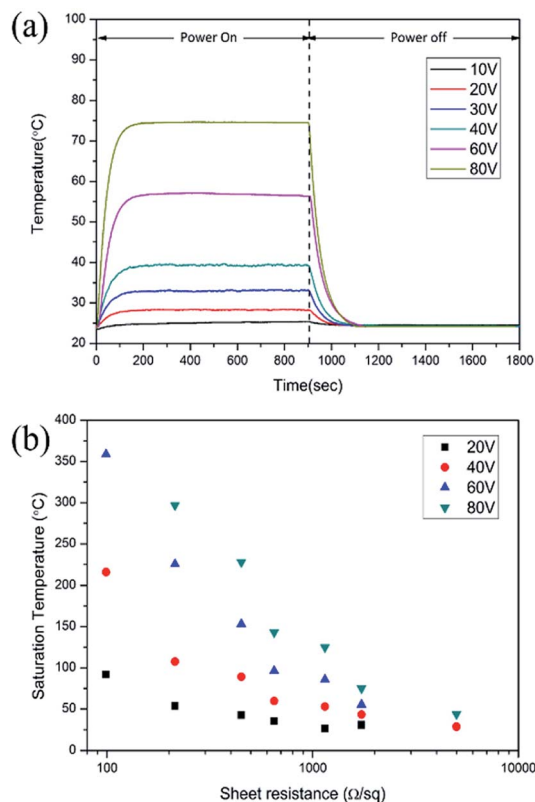 (a)
Power On
Power off
100
90
80
70
60
50
40
30
20
Temperature(°C)
10V
20V
30V
40V
60V
80V
0
200
400
600
800
1000
1200
1400
1600
1800
Time(sec)
(b)
400
350
300
250
200
150
100
50
0
Saturation Temperature (°C)
20V
40V
60V
80V
100
1000
10000
Sheet resistance (Ω/sq)